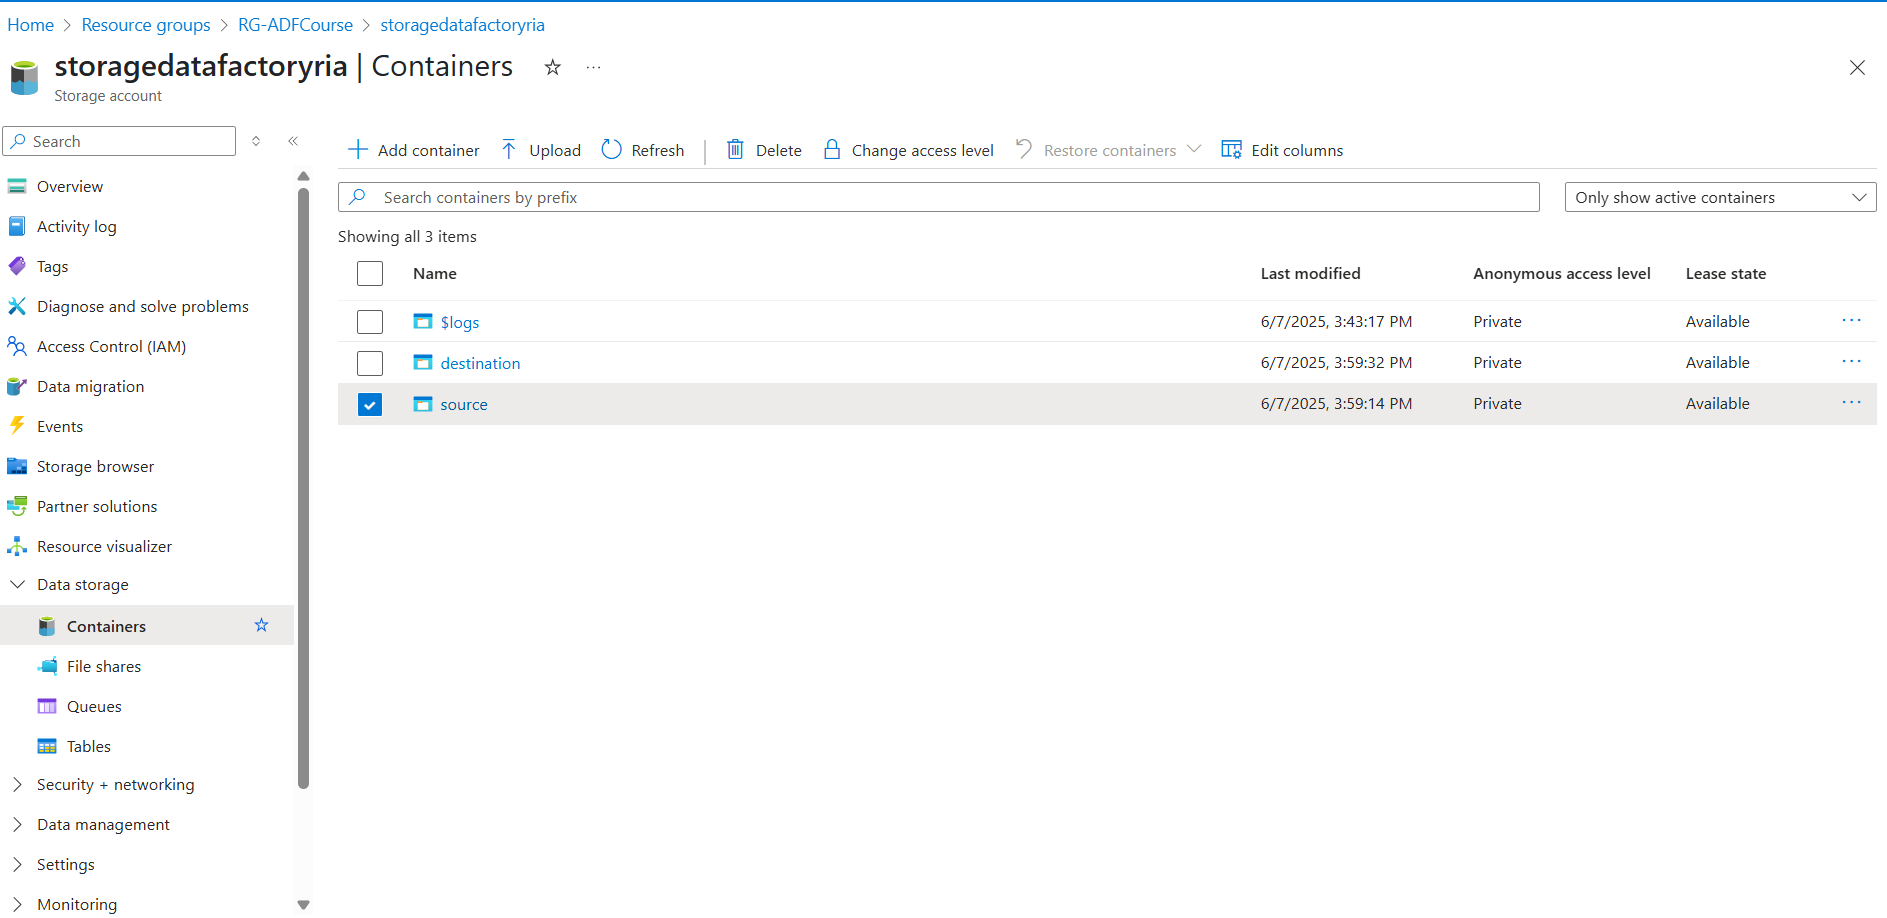 Home > Resource groups > RG-ADFCourse > storagedatafactoryria
storagedatafactoryria | Containers
Storage account
Search
Overview
Activity log
Tags
Diagnose and solve problems
Access Control (IAM)
Data migration
Events
Storage browser
Partner solutions
Resource visualizer
Data storage
Containers
File shares
Queues
Tables
Security + networking
Data management
Settings
Monitoring
Add container Upload Refresh | Delete Change access level Restore containers Edit columns
Search containers by prefix
Only show active containers
Showing all 3 items
Name Last modified Anonymous access level Lease state
$logs 6/7/2025, 3:43:17 PM Private Available
destination 6/7/2025, 3:59:32 PM Private Available
source 6/7/2025, 3:59:14 PM Private Available